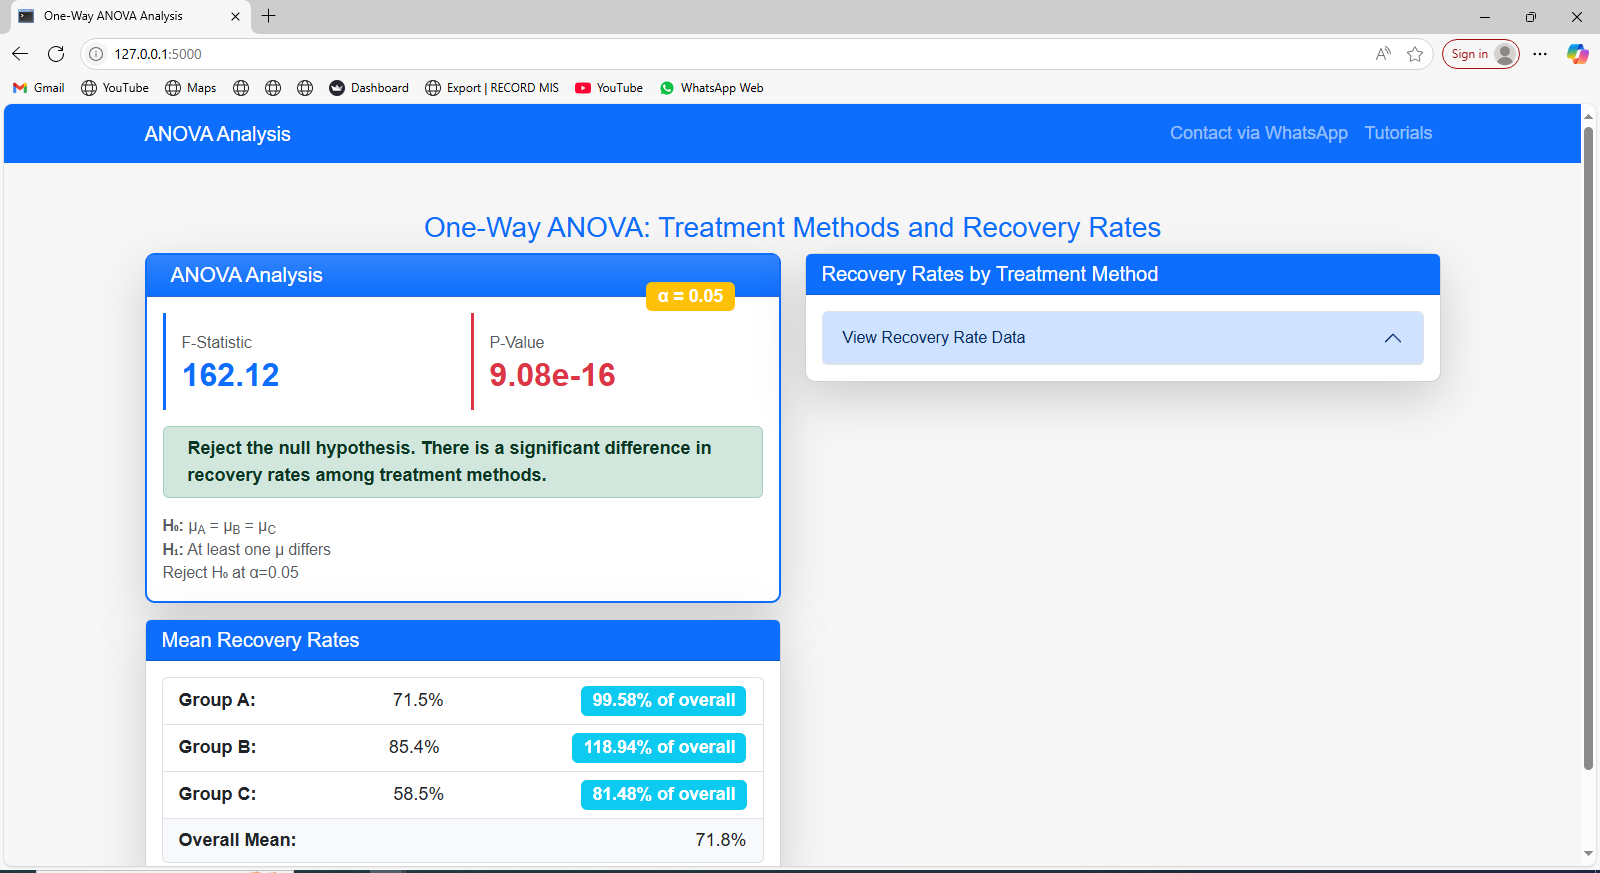 One-Way ANOVA Analysis
127.0.0.1:5000
Sign in
Gmail
YouTube
Maps
Dashboard
Export | RECORD MIS
YouTube
WhatsApp Web
ANOVA Analysis
Contact via WhatsApp
Tutorials
One-Way ANOVA: Treatment Methods and Recovery Rates
ANOVA Analysis
α = 0.05
F-Statistic
162.12
P-Value
9.08e-16
Reject the null hypothesis. There is a significant difference in
recovery rates among treatment methods.
H₀: μA = μB = μC
H₁: At least one μ differs
Reject H₀ at α=0.05
Mean Recovery Rates
Group A: 71.5% 99.58% of overall
Group B: 85.4% 118.94% of overall
Group C: 58.5% 81.48% of overall
Overall Mean: 71.8%
Recovery Rates by Treatment Method
View Recovery Rate Data